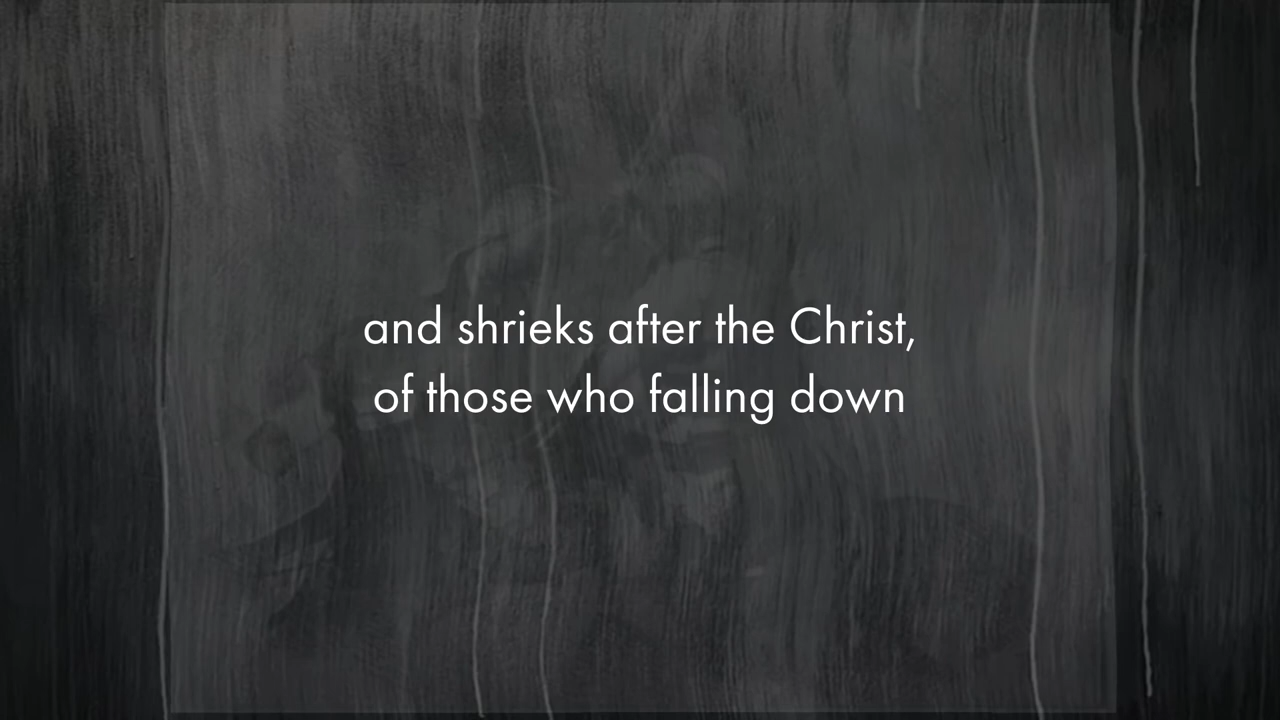 and shrieks after the Christ,
of those who falling down